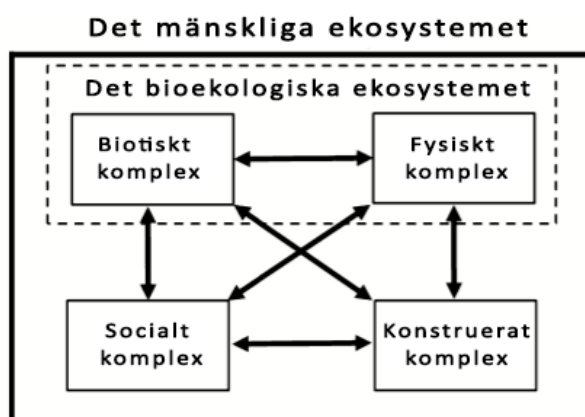 Det mänskliga ekosystemet
Det bioekologiska ekosystemet
Biotiskt
komplex
Fysiskt
komplex
Socialt
komplex
Konstruerat
komplex